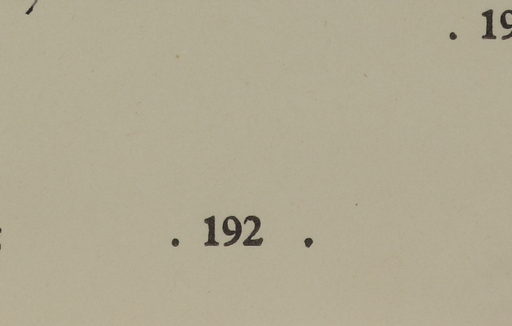 . 19
. 192 .